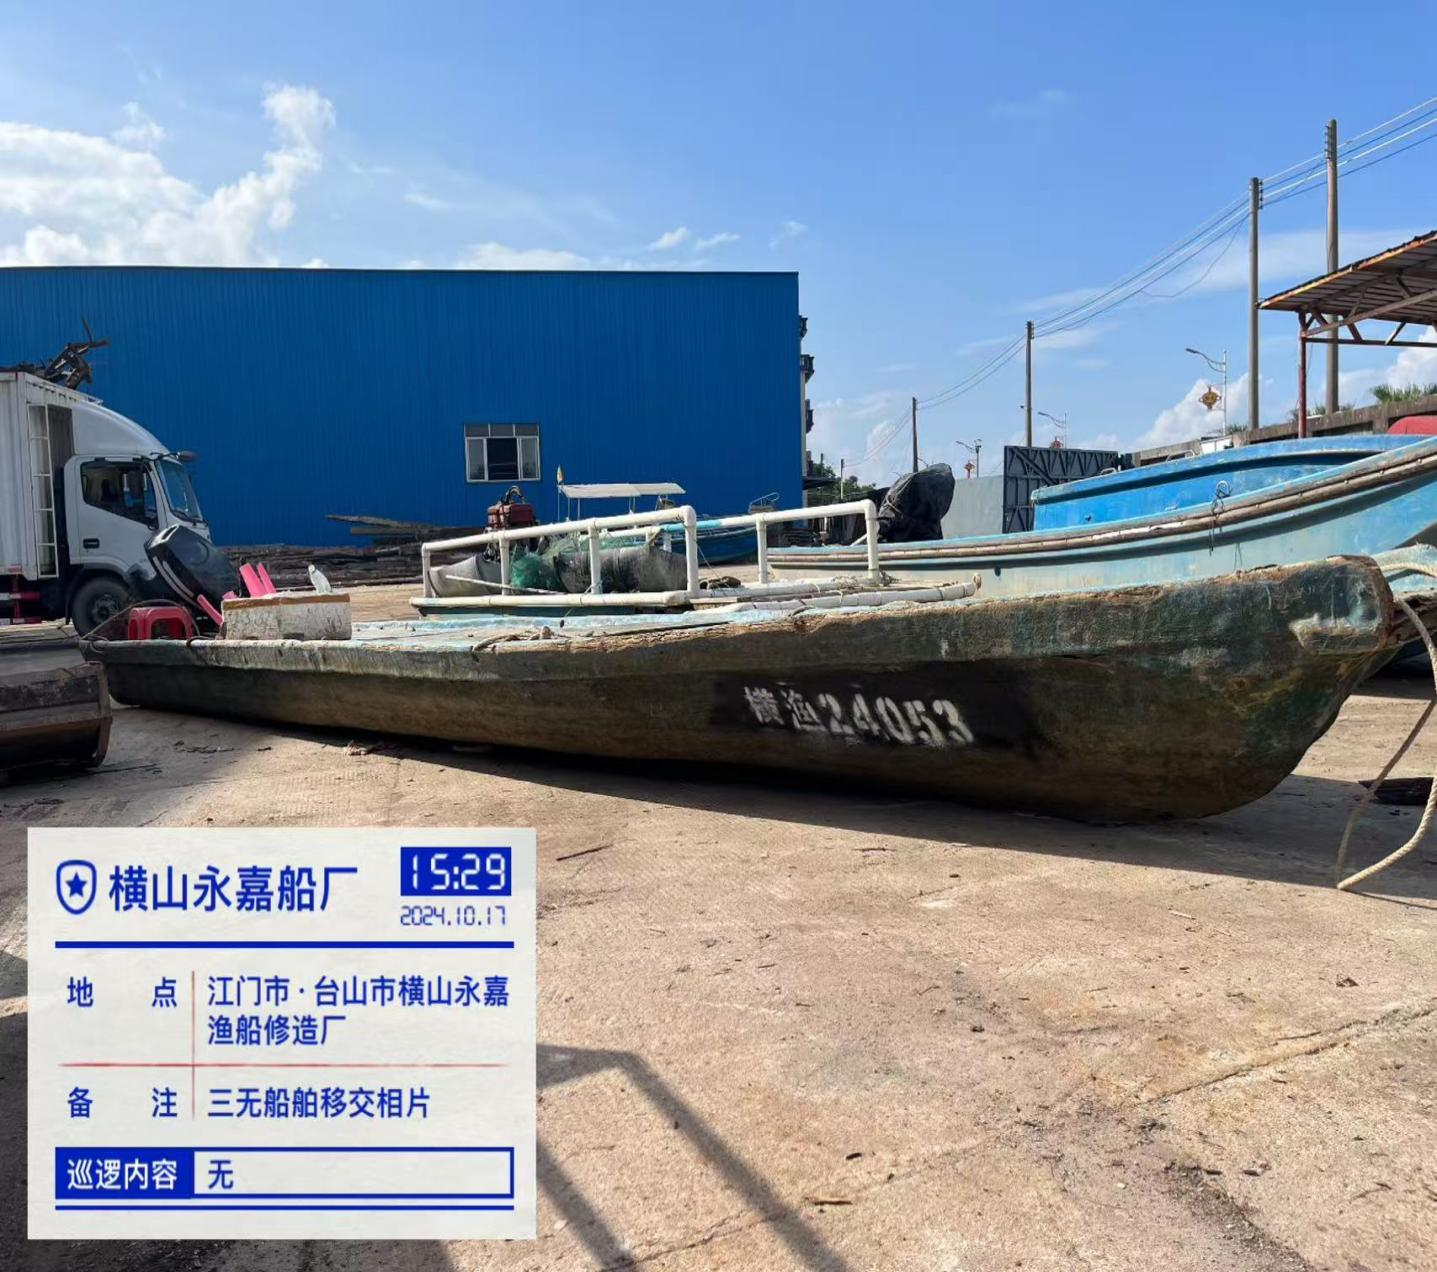 横渔24053
横山永嘉船厂
15:29
2024.10.17
地点
江门市·台山市横山永嘉
渔船修造厂
备注
三无船舶移交相片
巡逻内容
无